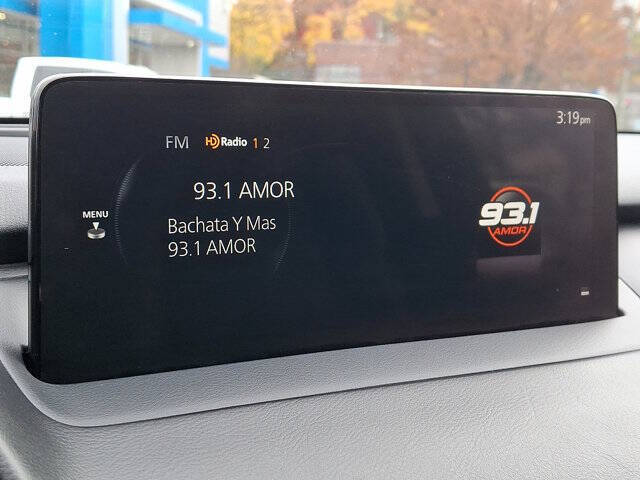 3:19pm
FM HD Radio 1 2
93.1 AMOR
MENU
Bachata Y Mas
93.1 AMOR
93.1
AMOR